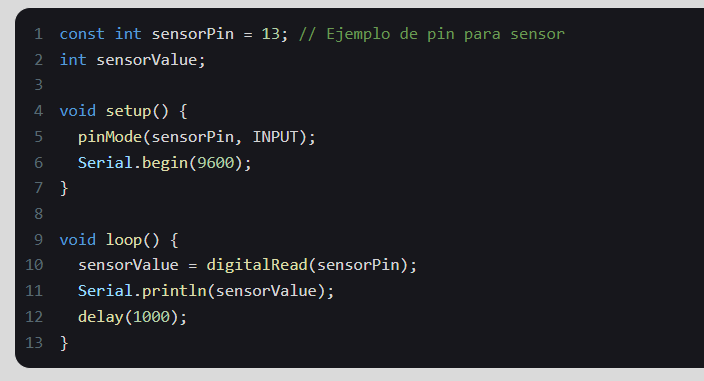 1 const int sensorPin = 13; // Ejemplo de pin para sensor
2 int sensorValue;
3
4 void setup() {
5   pinMode(sensorPin, INPUT);
6   Serial.begin(9600);
7 }
8
9 void loop() {
10   sensorValue = digitalRead(sensorPin);
11   Serial.println(sensorValue);
12   delay(1000);
13 }